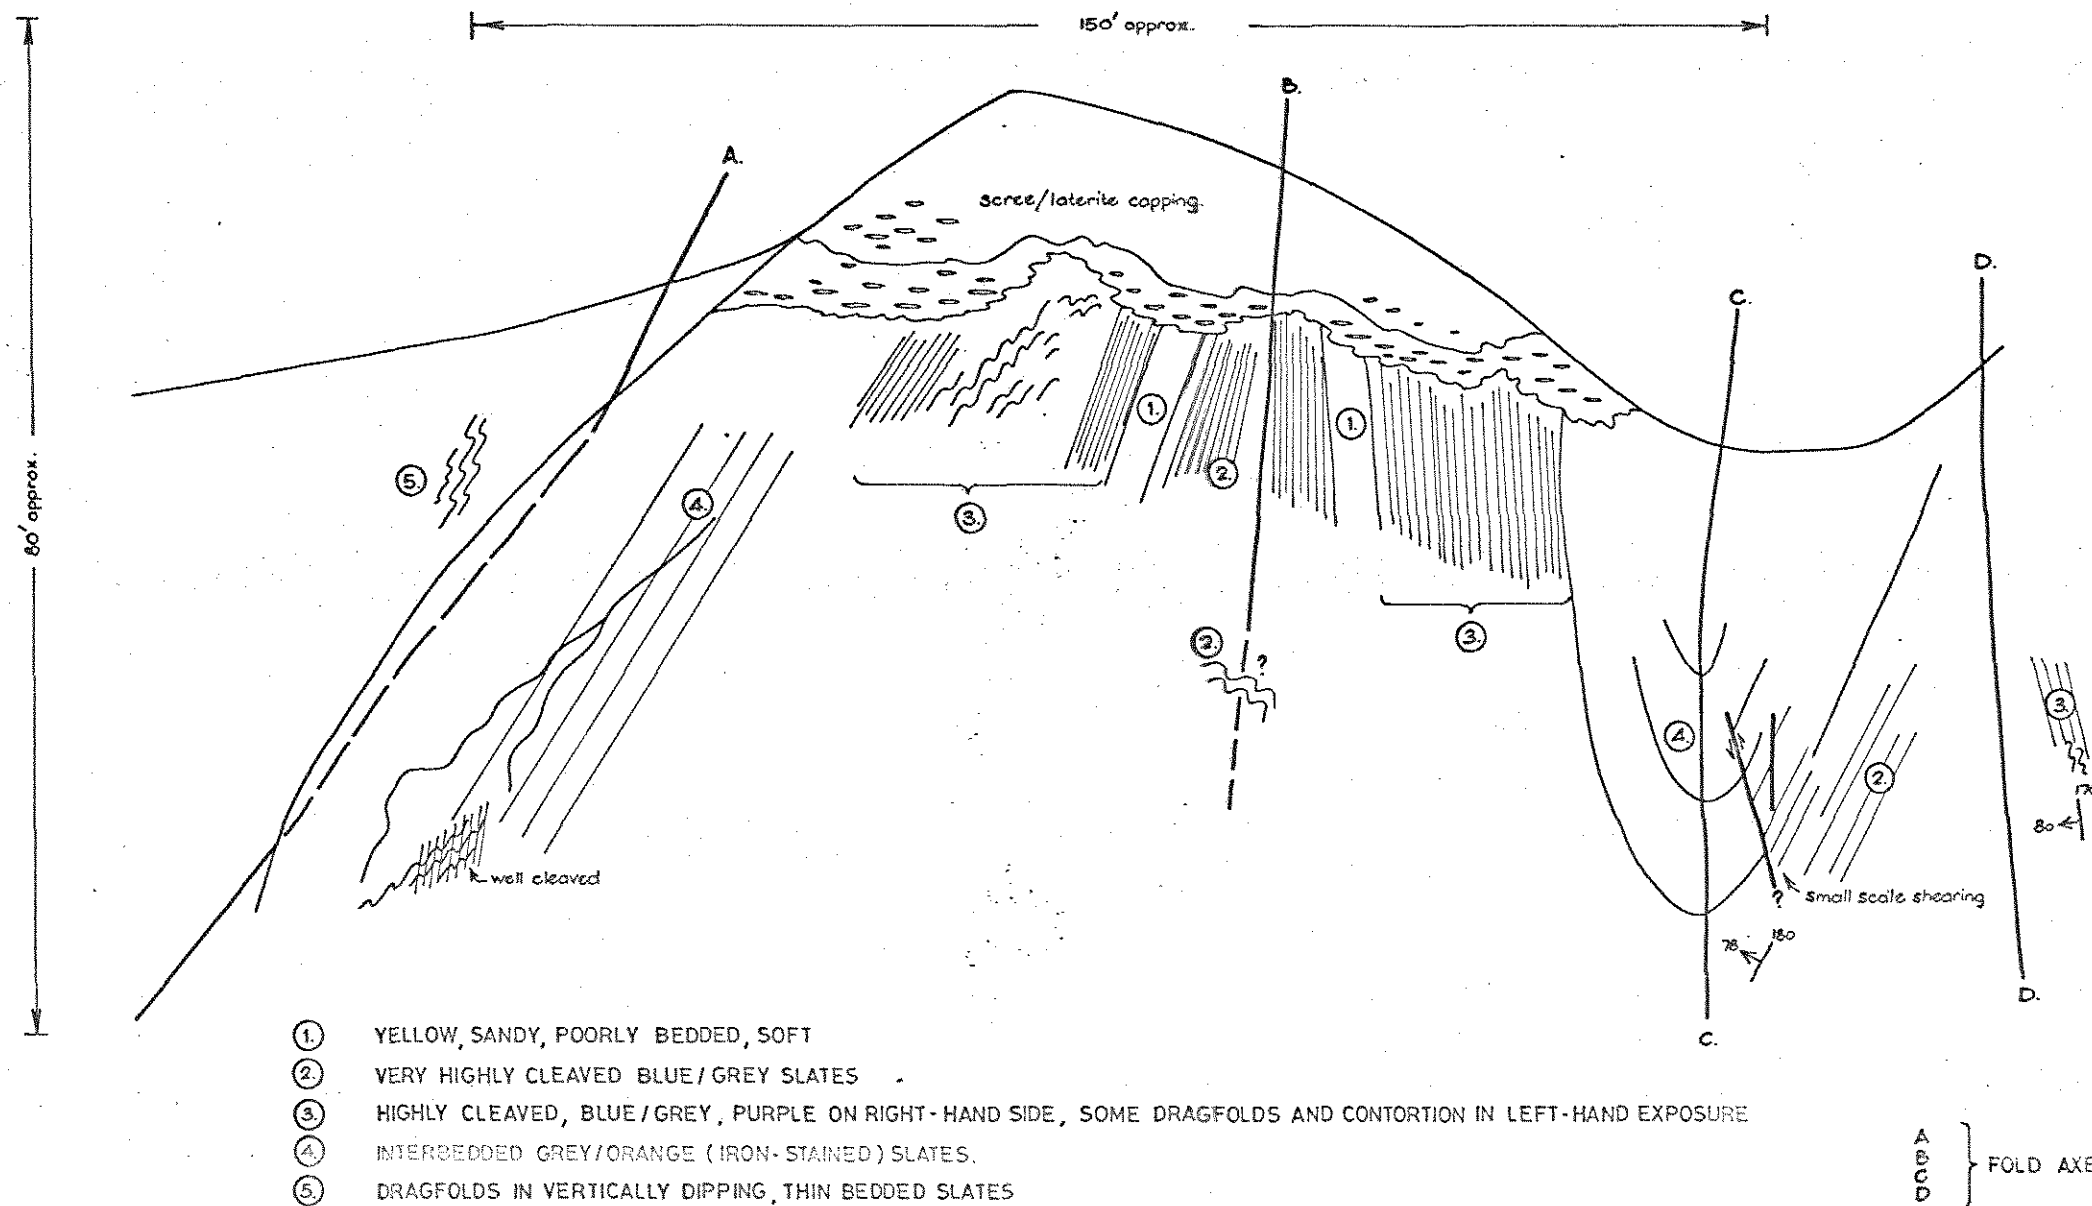 150' approx.
B.
A.
scree/laterite capping.
D.
C.
80' approx.
1.
1.
5.
4.
2.
3.
3.
2.
?
3.
4.
2.
80
well cleaved
?
small scale shearing
78
180
D.
C.
1. YELLOW, SANDY, POORLY BEDDED, SOFT
2. VERY HIGHLY CLEAVED BLUE/GREY SLATES
3. HIGHLY CLEAVED, BLUE/GREY, PURPLE ON RIGHT-HAND SIDE, SOME DRAGFOLDS AND CONTORTION IN LEFT-HAND EXPOSURE
4. INTERBEDDED GREY/ORANGE (IRON-STAINED) SLATES.
5. DRAGFOLDS IN VERTICALLY DIPPING, THIN BEDDED SLATES
A
B
C
D
FOLD AXE